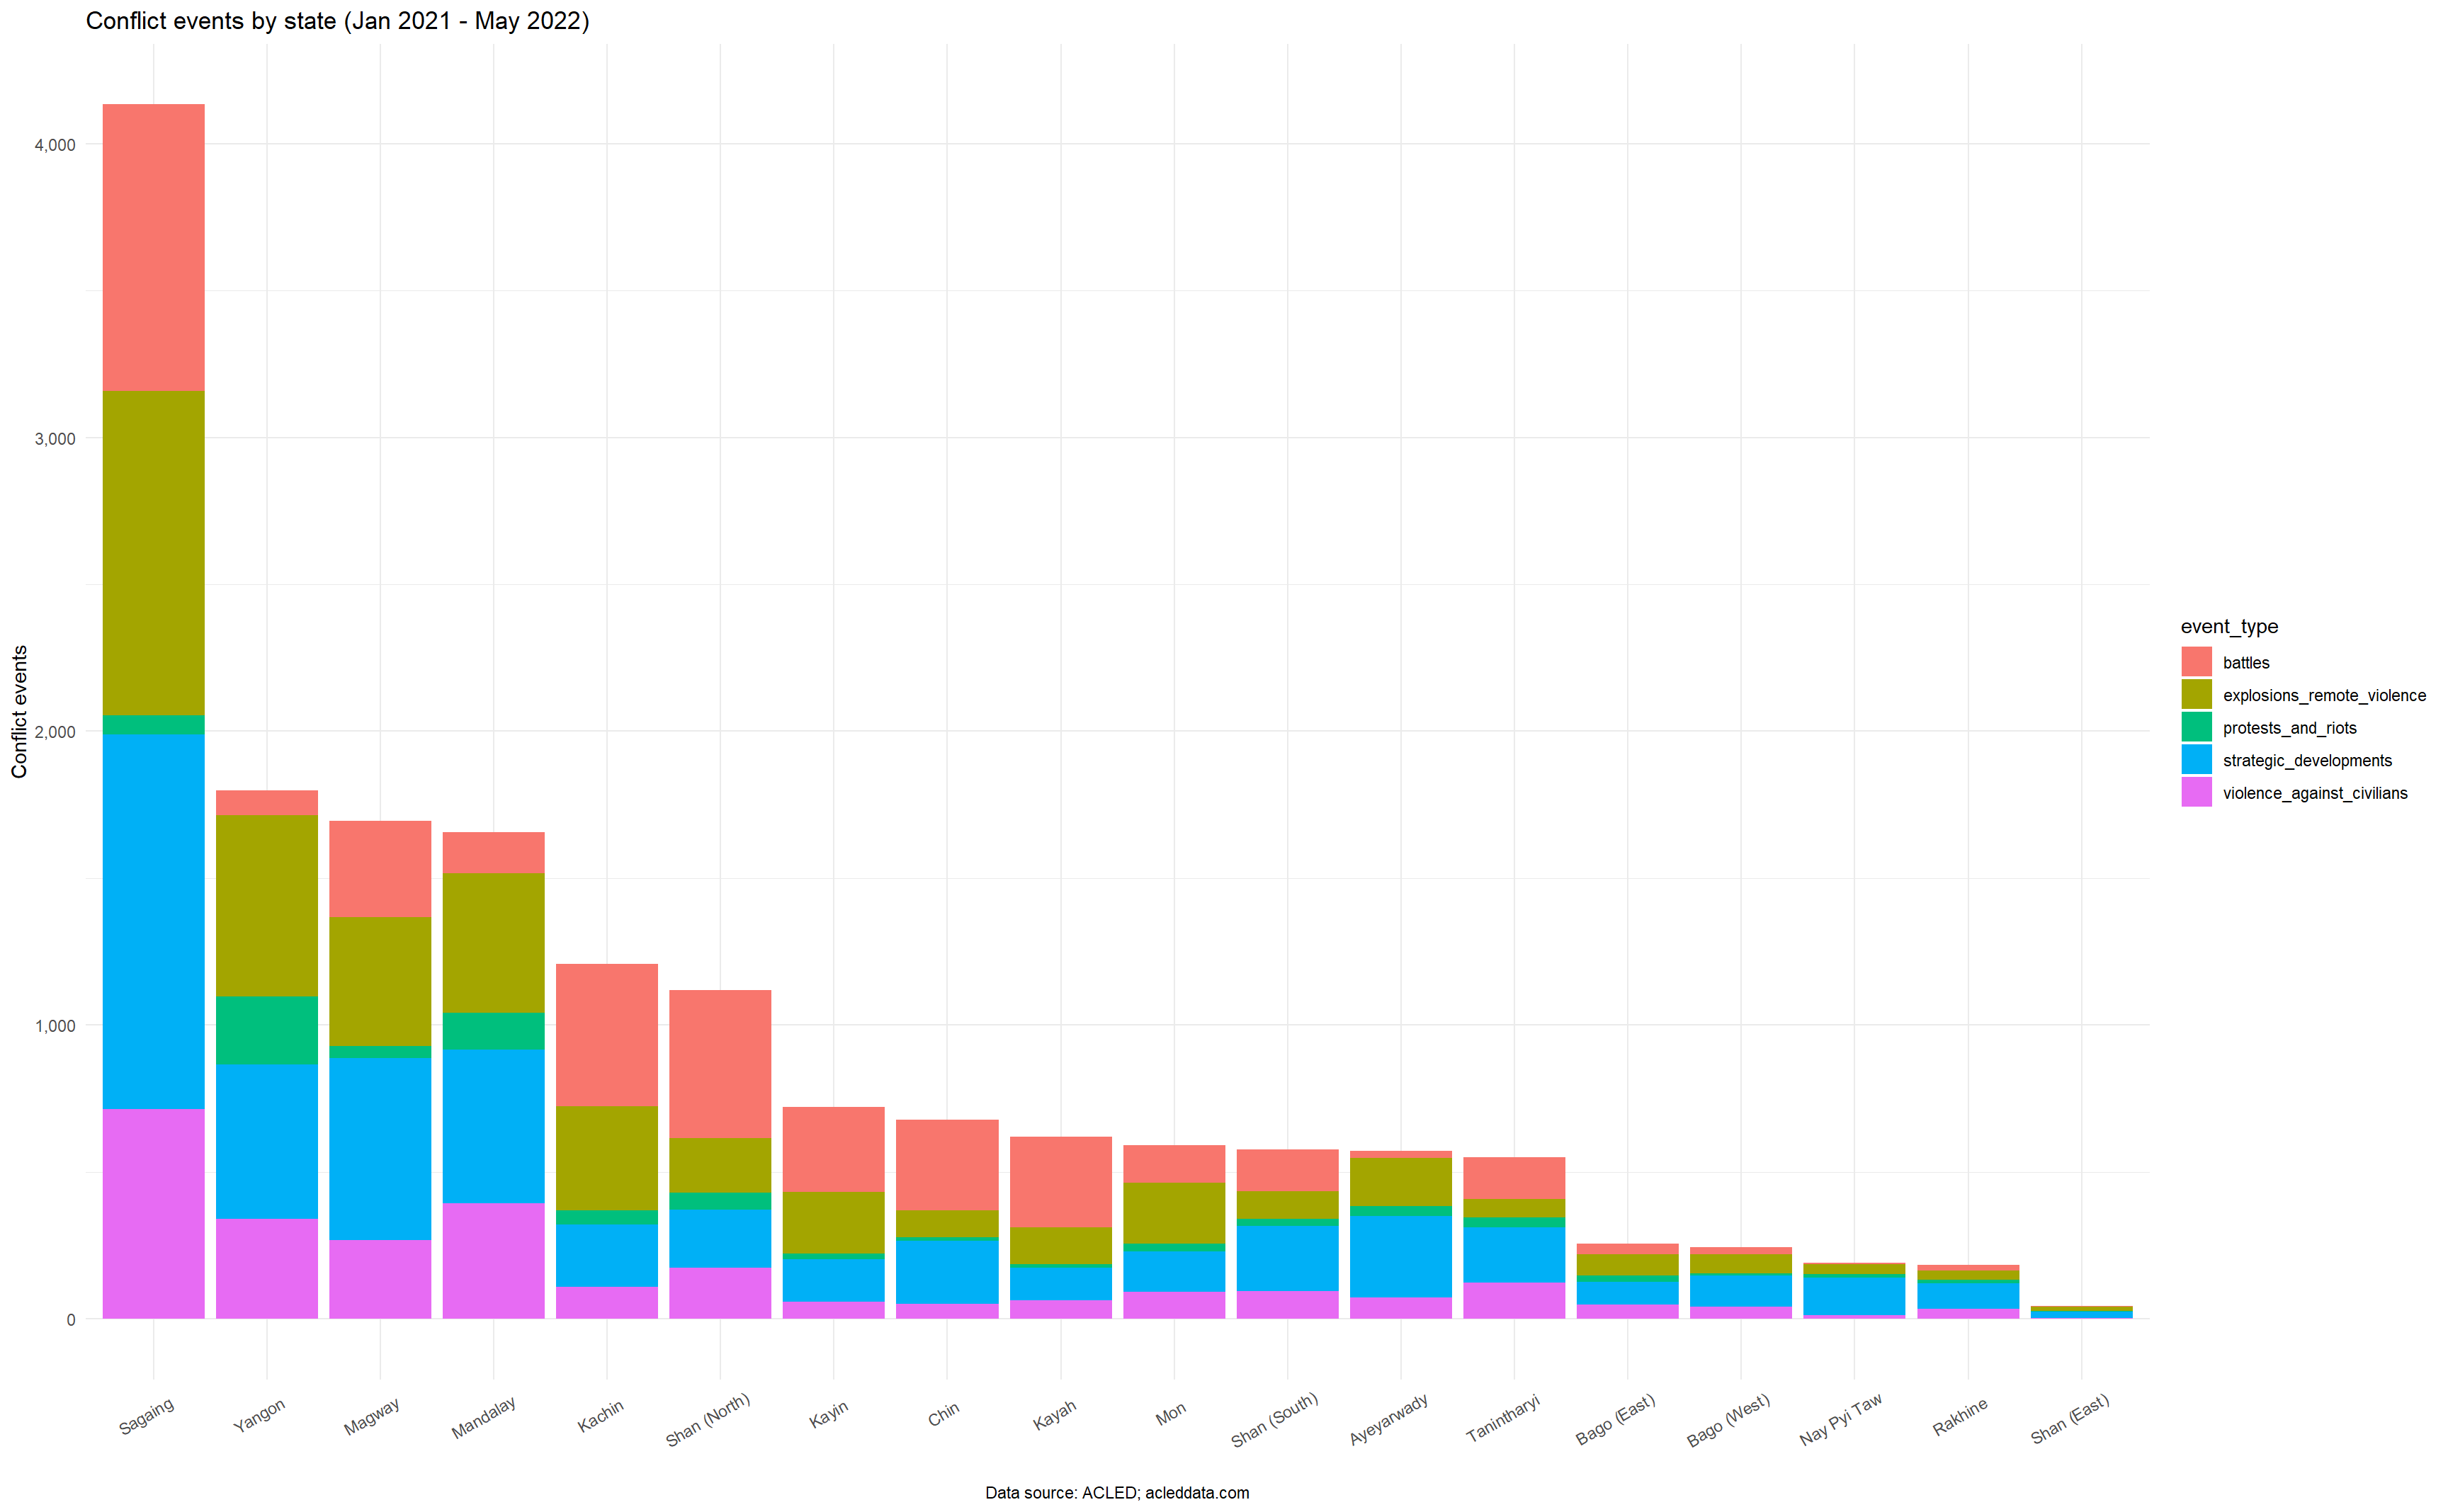 Conflict events by state (Jan 2021 - May 2022)
Conflict events
4,000
3,000
2,000
1,000
0
Sagaing
Yangon
Magway
Mandalay
Kachin
Shan (North)
Kayin
Chin
Kayah
Mon
Shan (South)
Ayeyarwady
Tanintharyi
Bago (East)
Bago (West)
Nay Pyi Taw
Rakhine
Shan (East)
event_type
battles
explosions_remote_violence
protests_and_riots
strategic_developments
violence_against_civilians
Data source: ACLED; acleddata.com